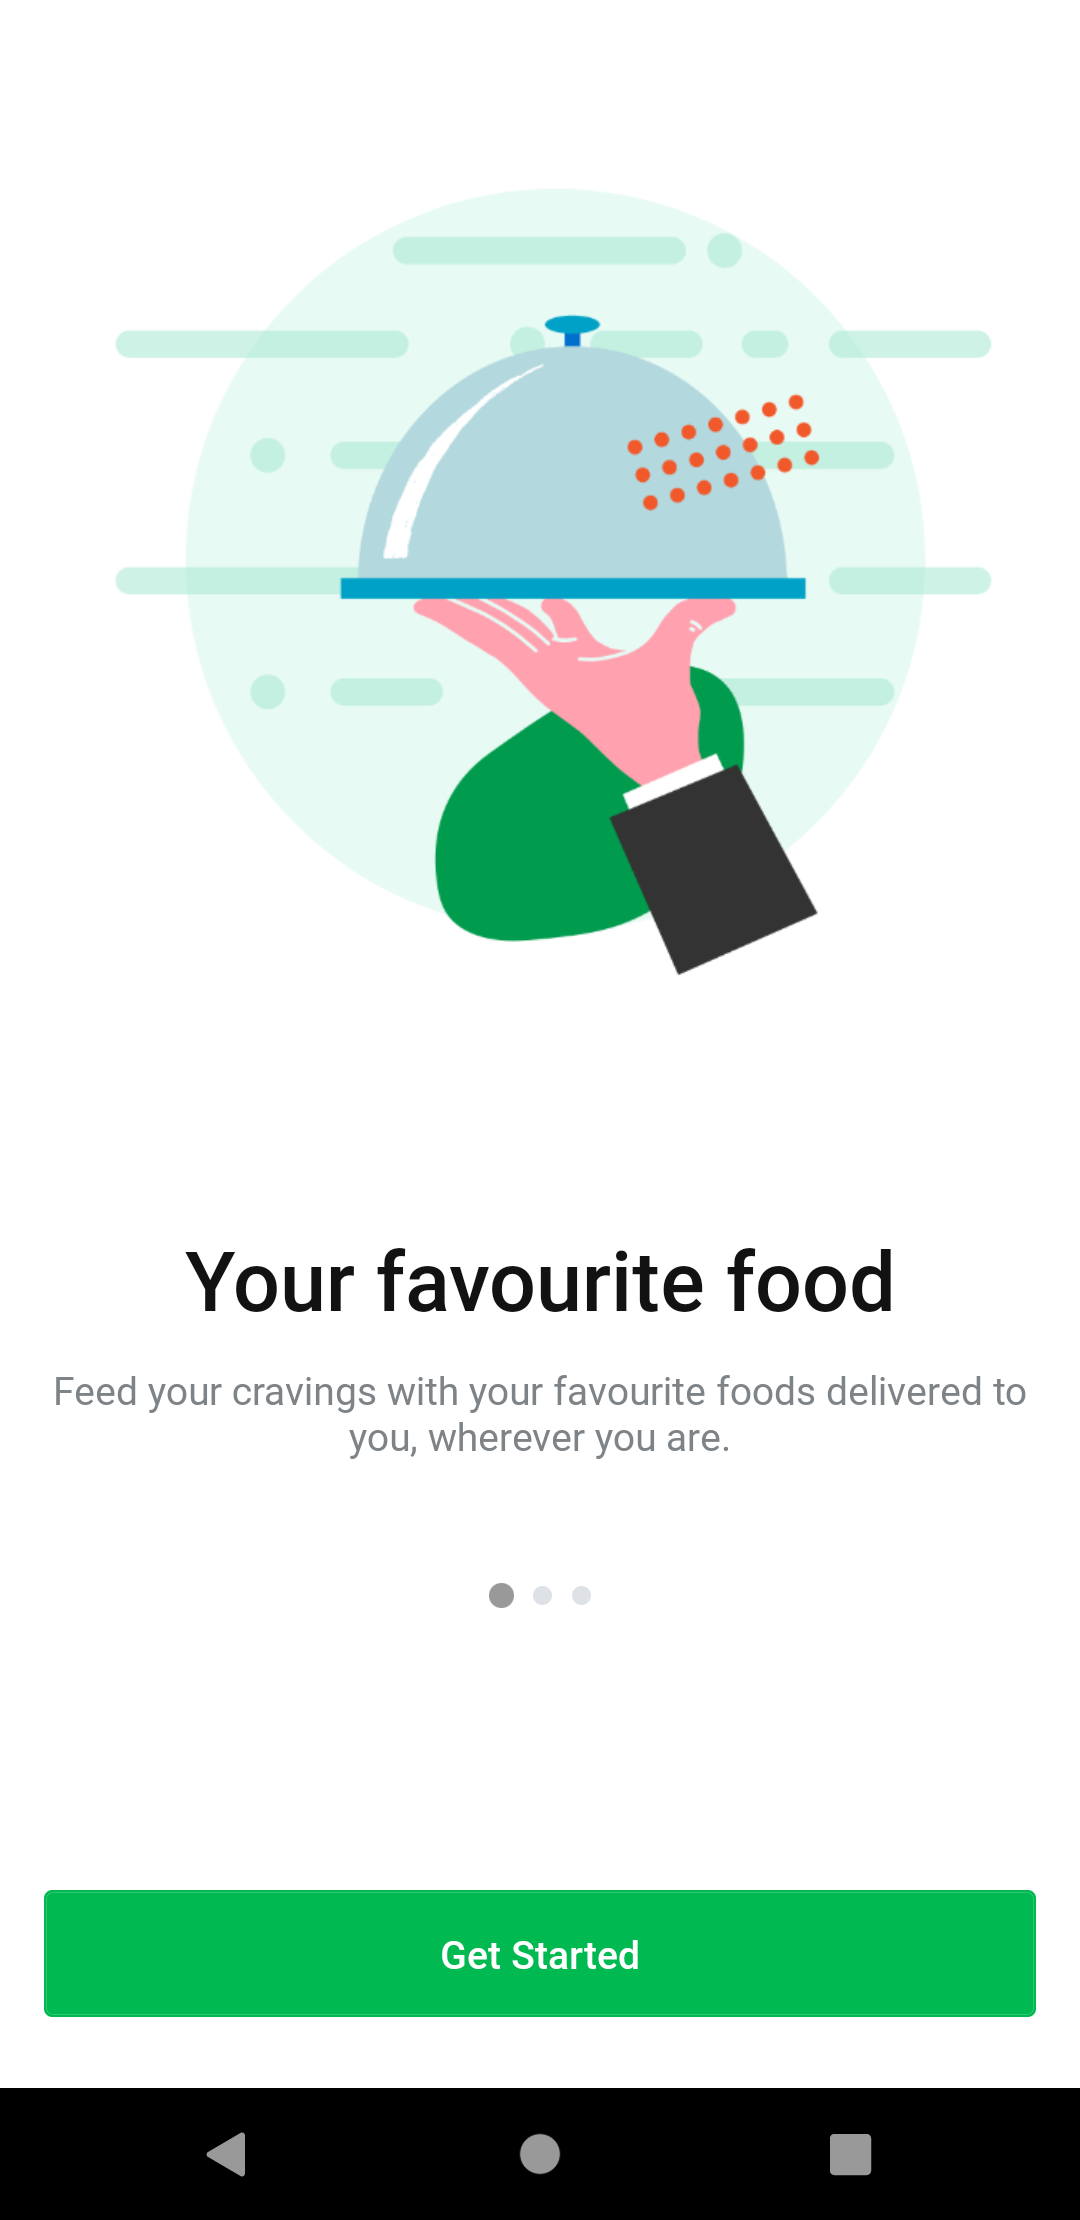 Your favourite food
Feed your cravings with your favourite foods delivered to
you, wherever you are.
Get Started